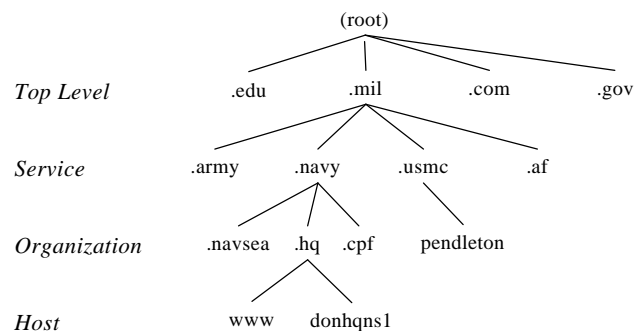 (root)
Top Level .edu .mil .com .gov
Service .army .navy .usmc .af
Organization .navsea .hq .cpf pendleton
Host www donhqns1